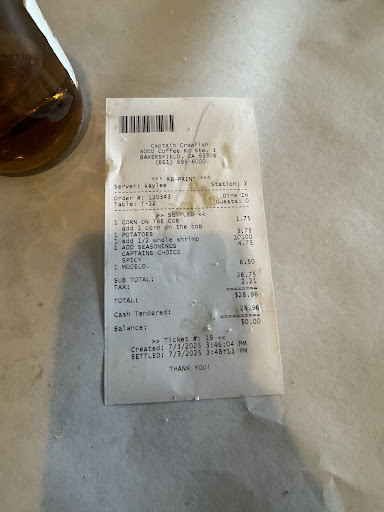 Captain Crawfish
4000 Coffee Rd Ste. 3
BAKERSFIELD, CA 93308
(661) 695-6000
*** RE-PRINT ***
Server: kaylee Station: 2
Order #: 120343 Dine In
Table: T-12 Guests: 0
>> SETTLED <<
1 CORN ON THE COB 1.75
add 1 corn on the cob
1 POTATOES 3.75
1 add 1/2 whole shrimp 10.00
1 ADD SEASONINGS 4.75
CAPTAINS CHOICE
SPICY
1 MODELO. 6.50
SUB TOTAL: 26.75
TAX: 2.21
========
TOTAL: $28.96
Cash Tendered: 28.96
========
Balance: $0.00
>> Ticket #: 19 <<
Created: 7/3/2025 3:46:04 PM
SETTLED: 7/3/2025 3:48:13 PM
THANK YOU!